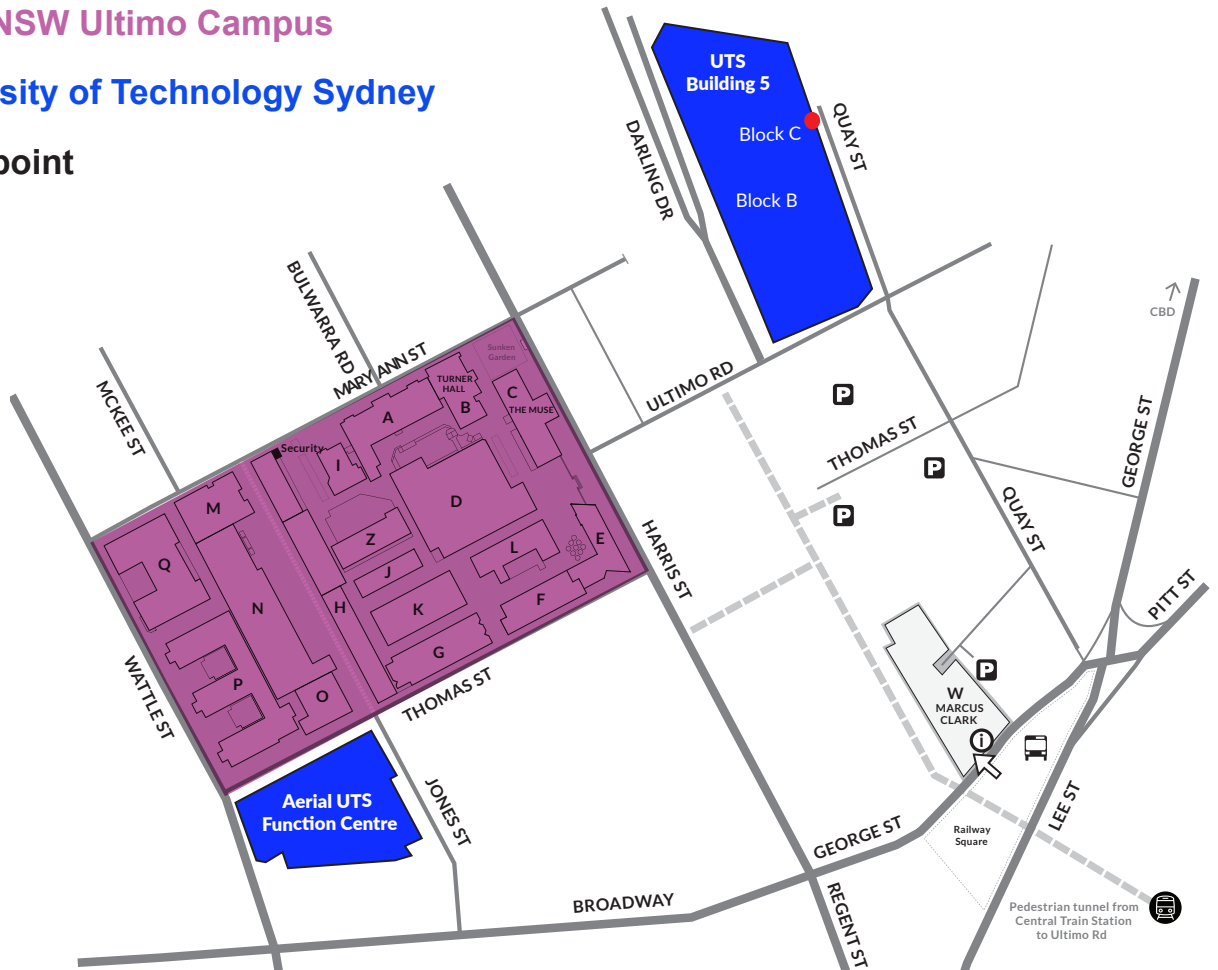 NSW Ultimo Campus
sity of Technology Sydney
point
UTS
Building 5
Block C
Block B
QUAY ST
DARLING DR
BULWARRA RD
MARY ANN ST
MCKEE ST
CBD
Sunken
Garden
TURNER
HALL
A
B
C
THE MUSE
ULTIMO RD
P
THOMAS ST
P
GEORGE ST
Security
I
M
D
P
QUAY ST
Q
Z
L
E
HARRIS ST
J
N
H
K
F
PITT ST
G
P
O
THOMAS ST
WATTLE ST
P
W
MARCUS
CLARK
i
Aerial UTS
Function Centre
JONES ST
GEORGE ST
Railway
Square
LEE ST
BROADWAY
REGENT ST
Pedestrian tunnel from
Central Train Station
to Ultimo Rd